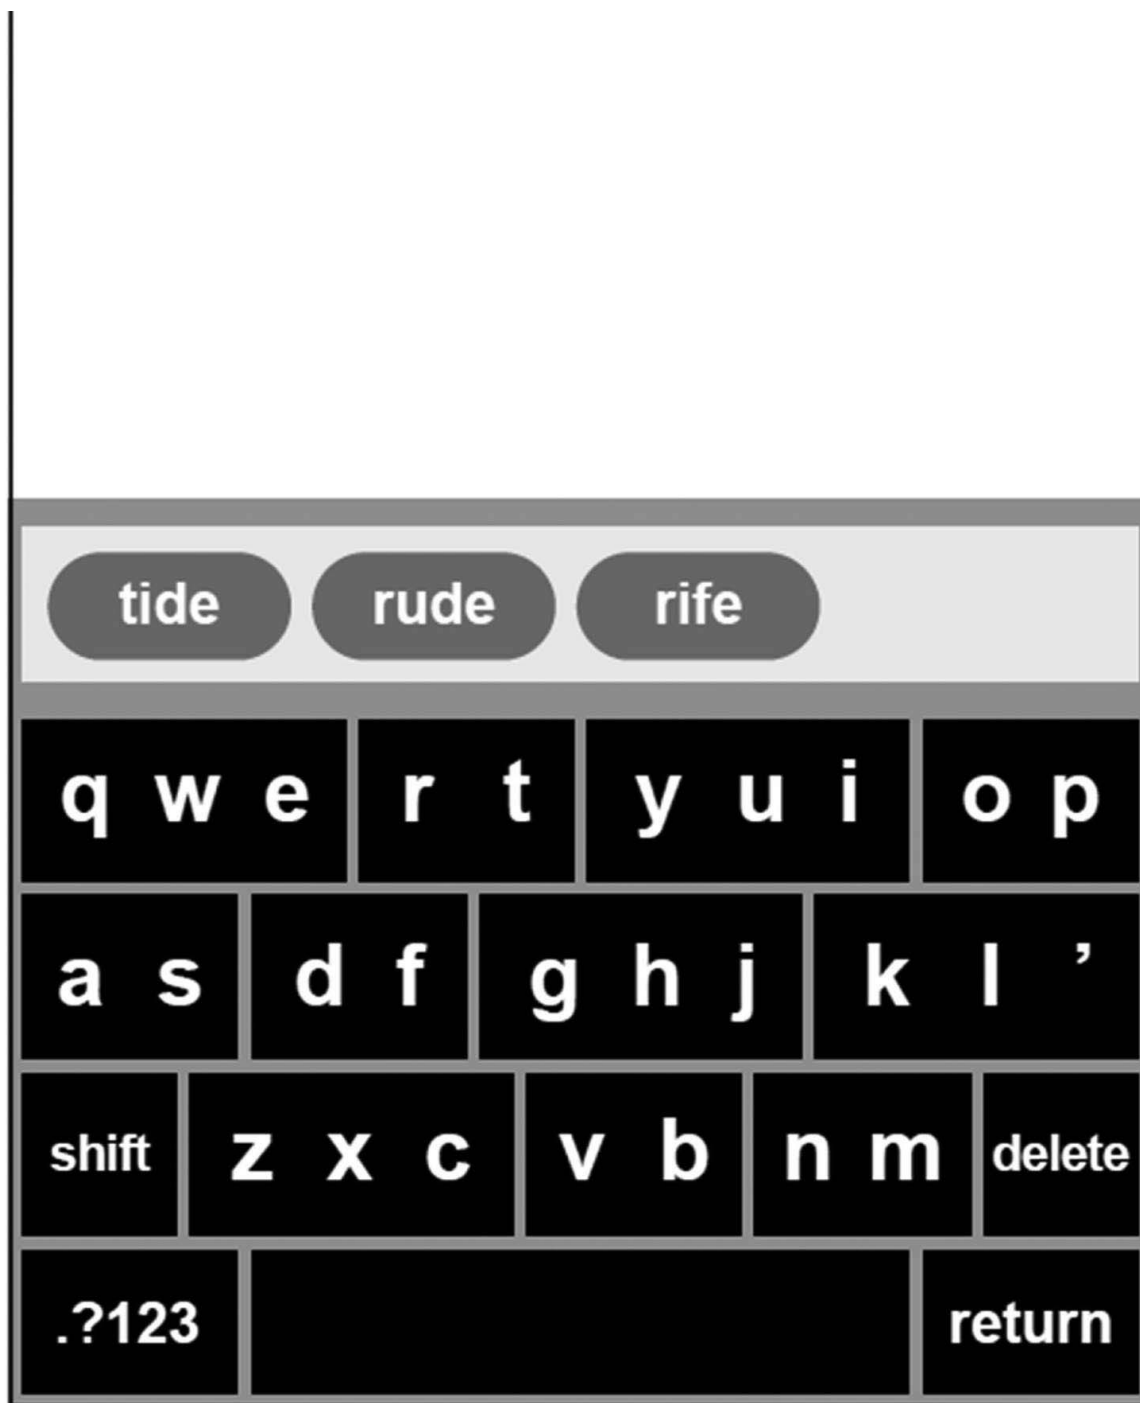 tide rude rife
q w e r t y u i o p
a s d f g h j k l ’
shift z x c v b n m delete
.?123 return